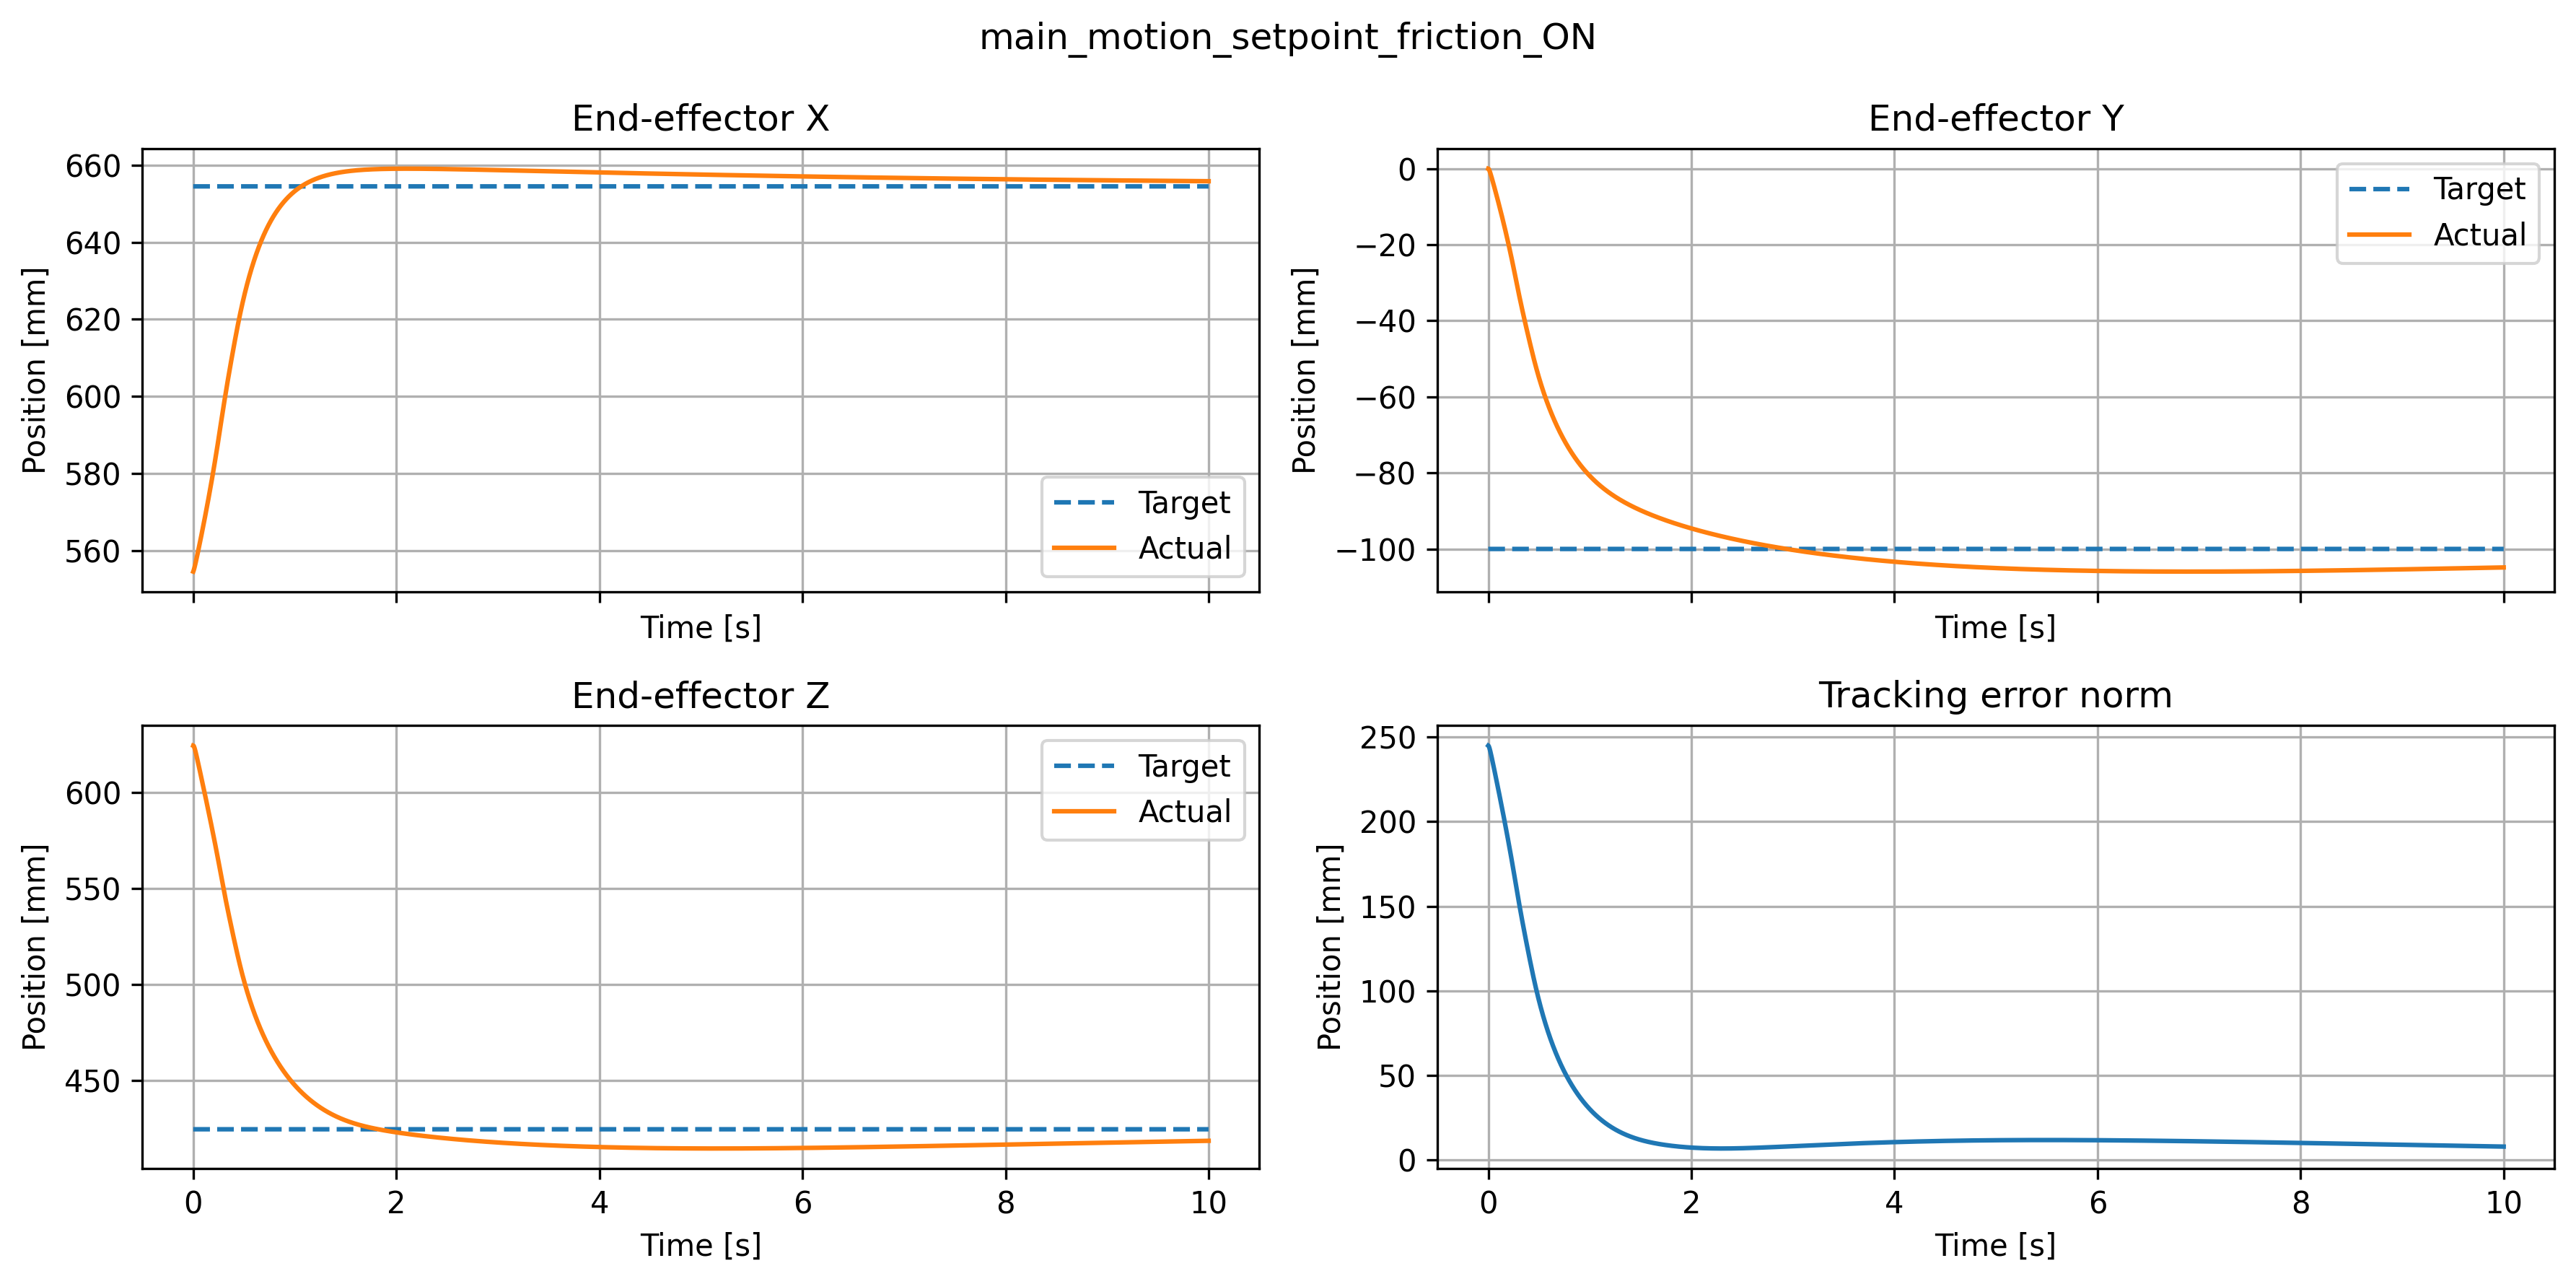 main_motion_setpoint_friction_ON
End-effector X
660
640
620
600
580
560
Position [mm]
Target
Actual
Time [s]
End-effector Y
0
−20
−40
−60
−80
−100
Position [mm]
Target
Actual
Time [s]
End-effector Z
600
550
500
450
Position [mm]
Target
Actual
0 2 4 6 8 10
Time [s]
Tracking error norm
250
200
150
100
50
0
Position [mm]
0 2 4 6 8 10
Time [s]